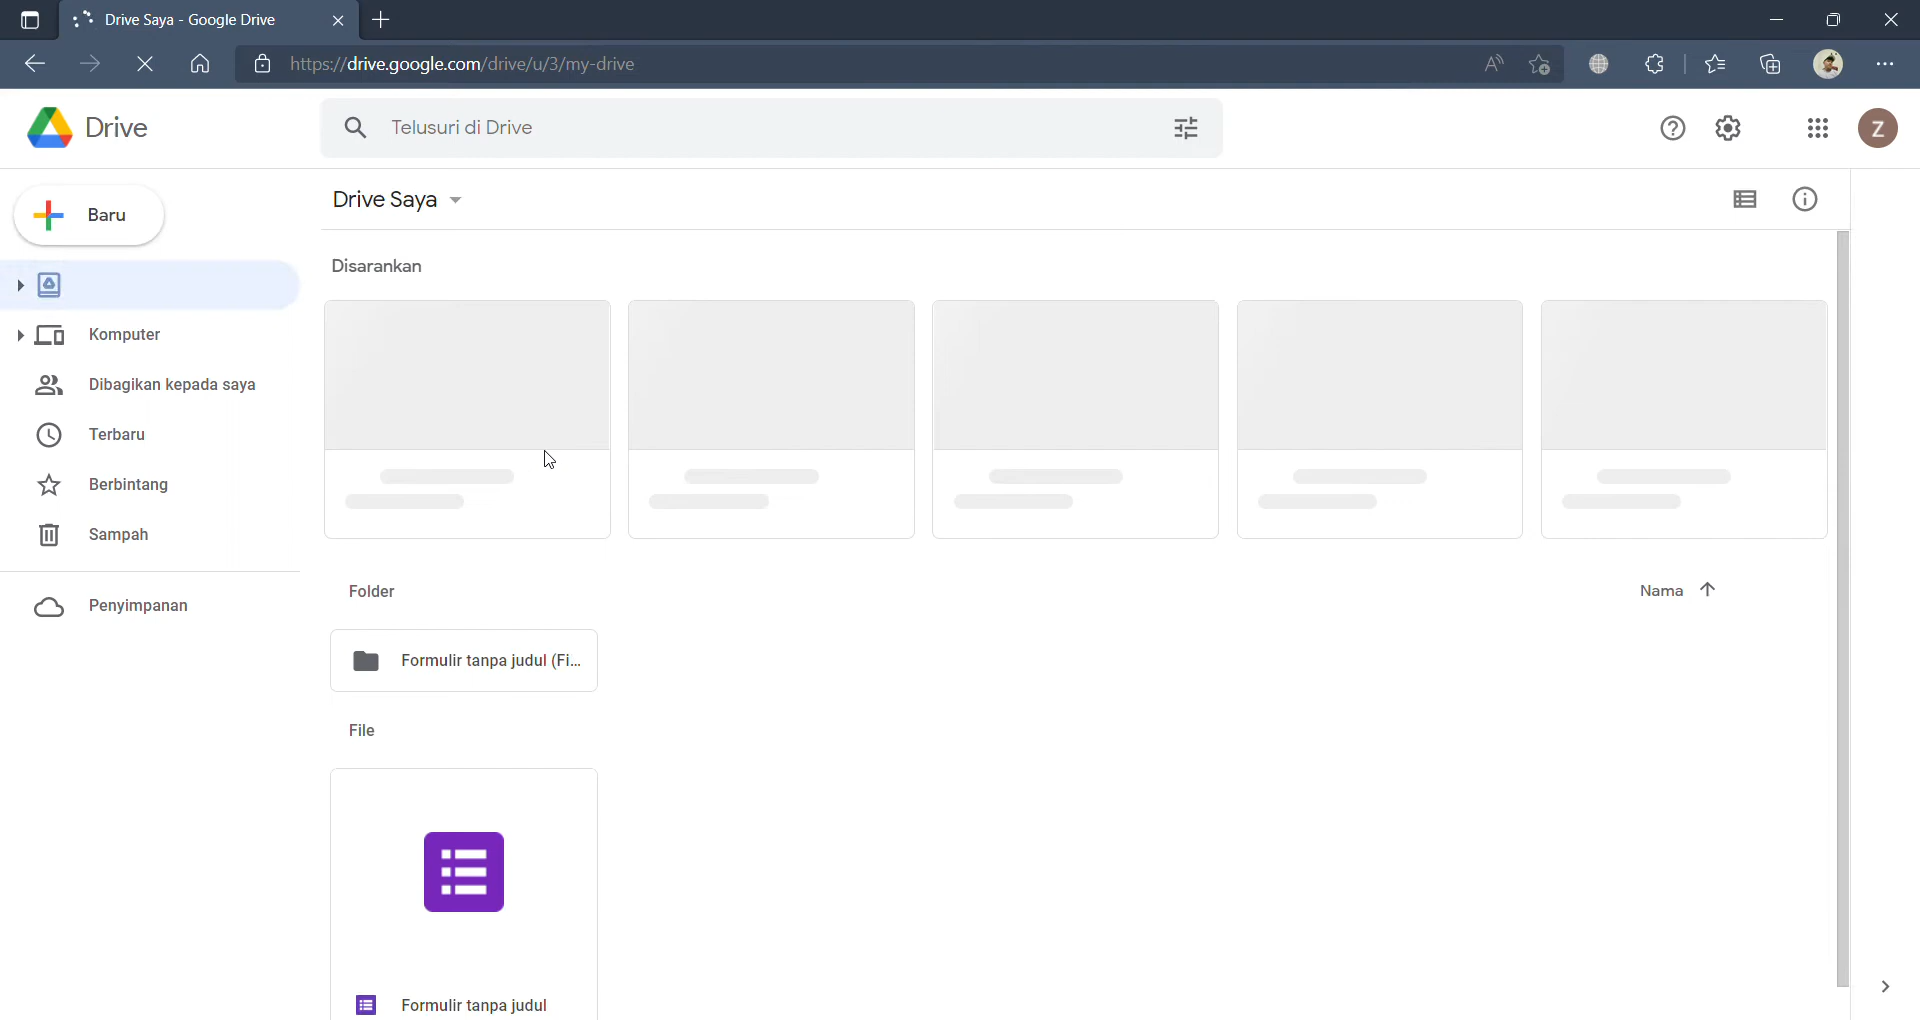 Drive Saya - Google Drive
https://drive.google.com/drive/u/3/my-drive
Drive
Telusuri di Drive
Z
Baru
Drive Saya
Disarankan
Komputer
Dibagikan kepada saya
Terbaru
Berbintang
Sampah
Penyimpanan
Folder
Nama
Formulir tanpa judul (Fi...
File
Formulir tanpa judul